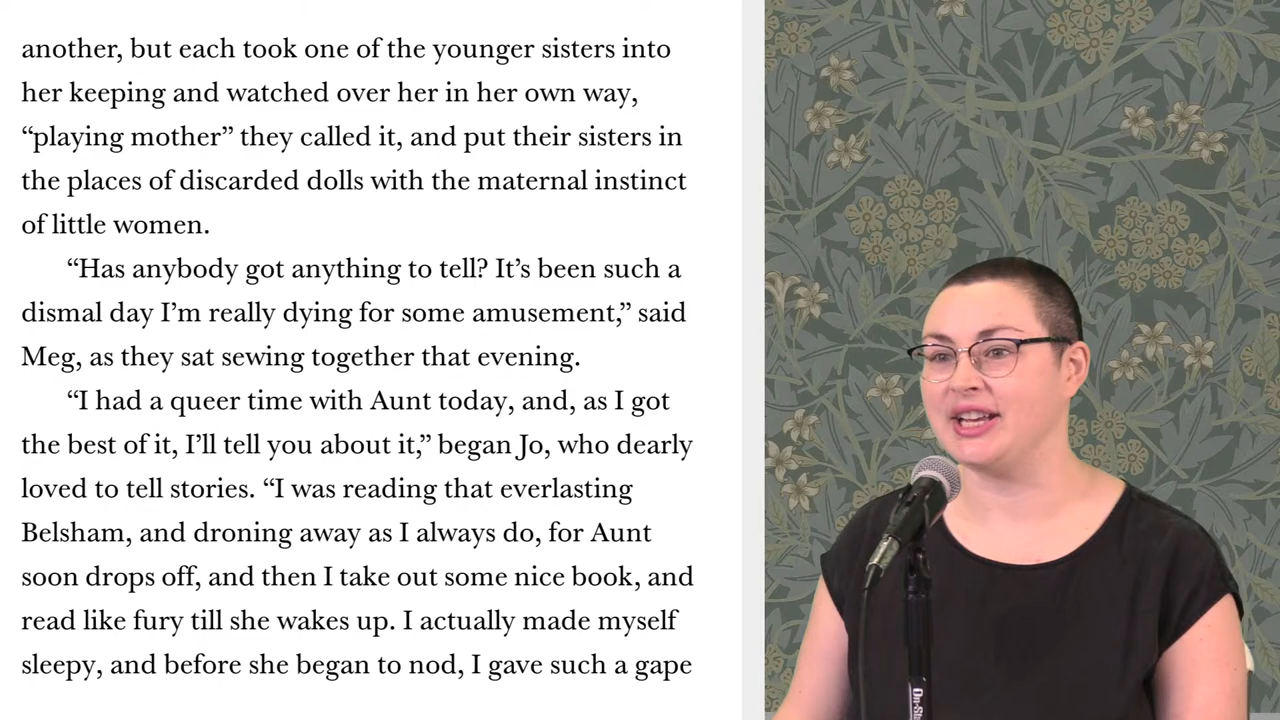 another, but each took one of the younger sisters into
her keeping and watched over her in her own way,
“playing mother” they called it, and put their sisters in
the places of discarded dolls with the maternal instinct
of little women.
“Has anybody got anything to tell? It’s been such a
dismal day I’m really dying for some amusement,” said
Meg, as they sat sewing together that evening.
“I had a queer time with Aunt today, and, as I got
the best of it, I’ll tell you about it,” began Jo, who dearly
loved to tell stories. “I was reading that everlasting
Belsham, and droning away as I always do, for Aunt
soon drops off, and then I take out some nice book, and
read like fury till she wakes up. I actually made myself
sleepy, and before she began to nod, I gave such a gape